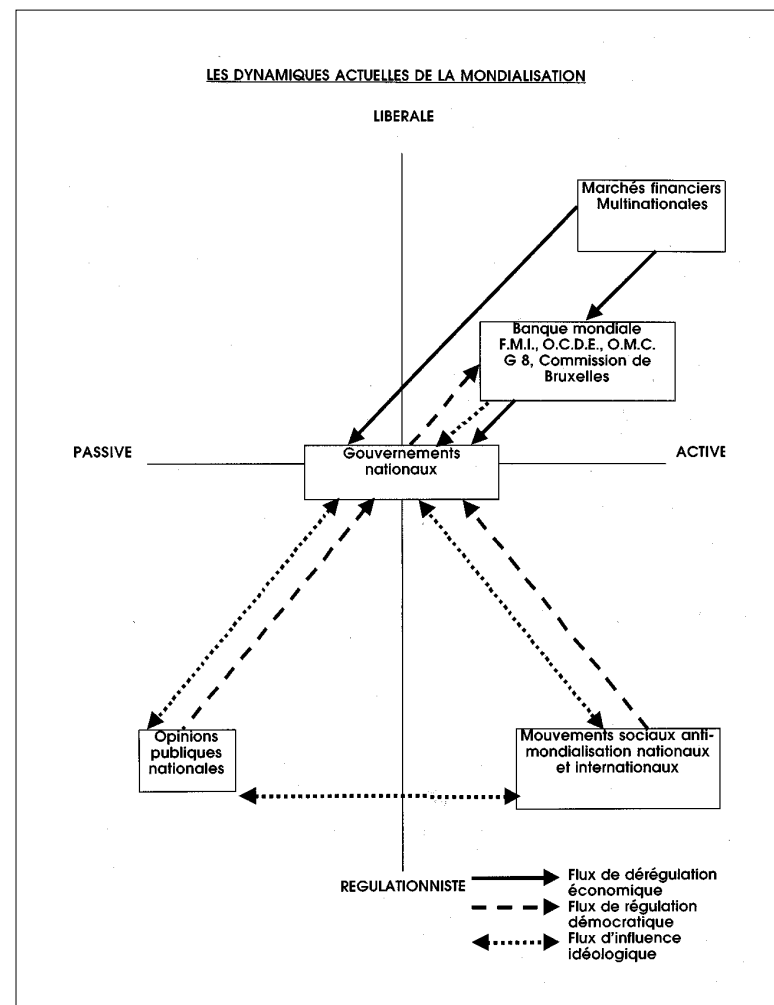 LES DYNAMIQUES ACTUELLES DE LA MONDIALISATION
LIBERALE
Marchés financiers
Multinationales
Banque mondiale
F.M.I., O.C.D.E., O.M.C.
G 8, Commission de
Bruxelles
PASSIVE
Gouvernements
nationaux
ACTIVE
Opinions
publiques
nationales
Mouvements sociaux anti-
mondialisation nationaux
et internationaux
REGULATIONNISTE
Flux de dérégulation
économique
Flux de régulation
démocratique
Flux d'influence
idéologique